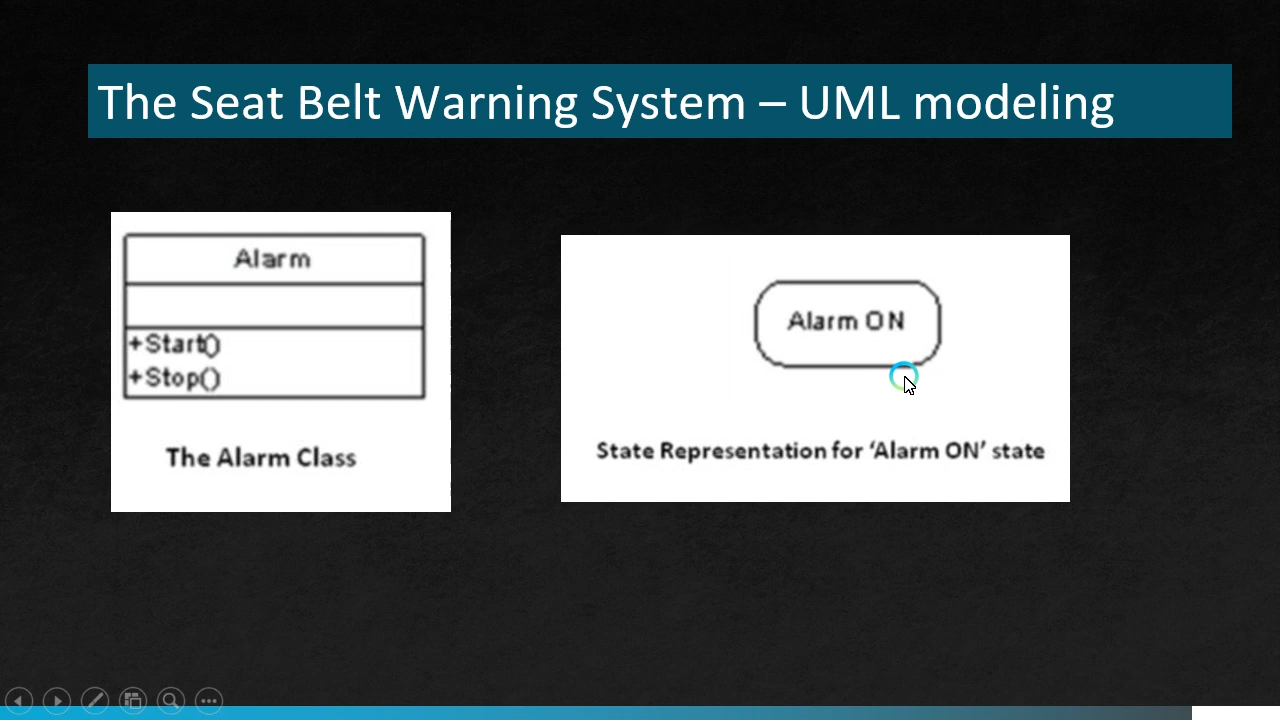 The Seat Belt Warning System – UML modeling
Alarm
+Start()
+Stop()
The Alarm Class
Alarm ON
State Representation for ‘Alarm ON’ state